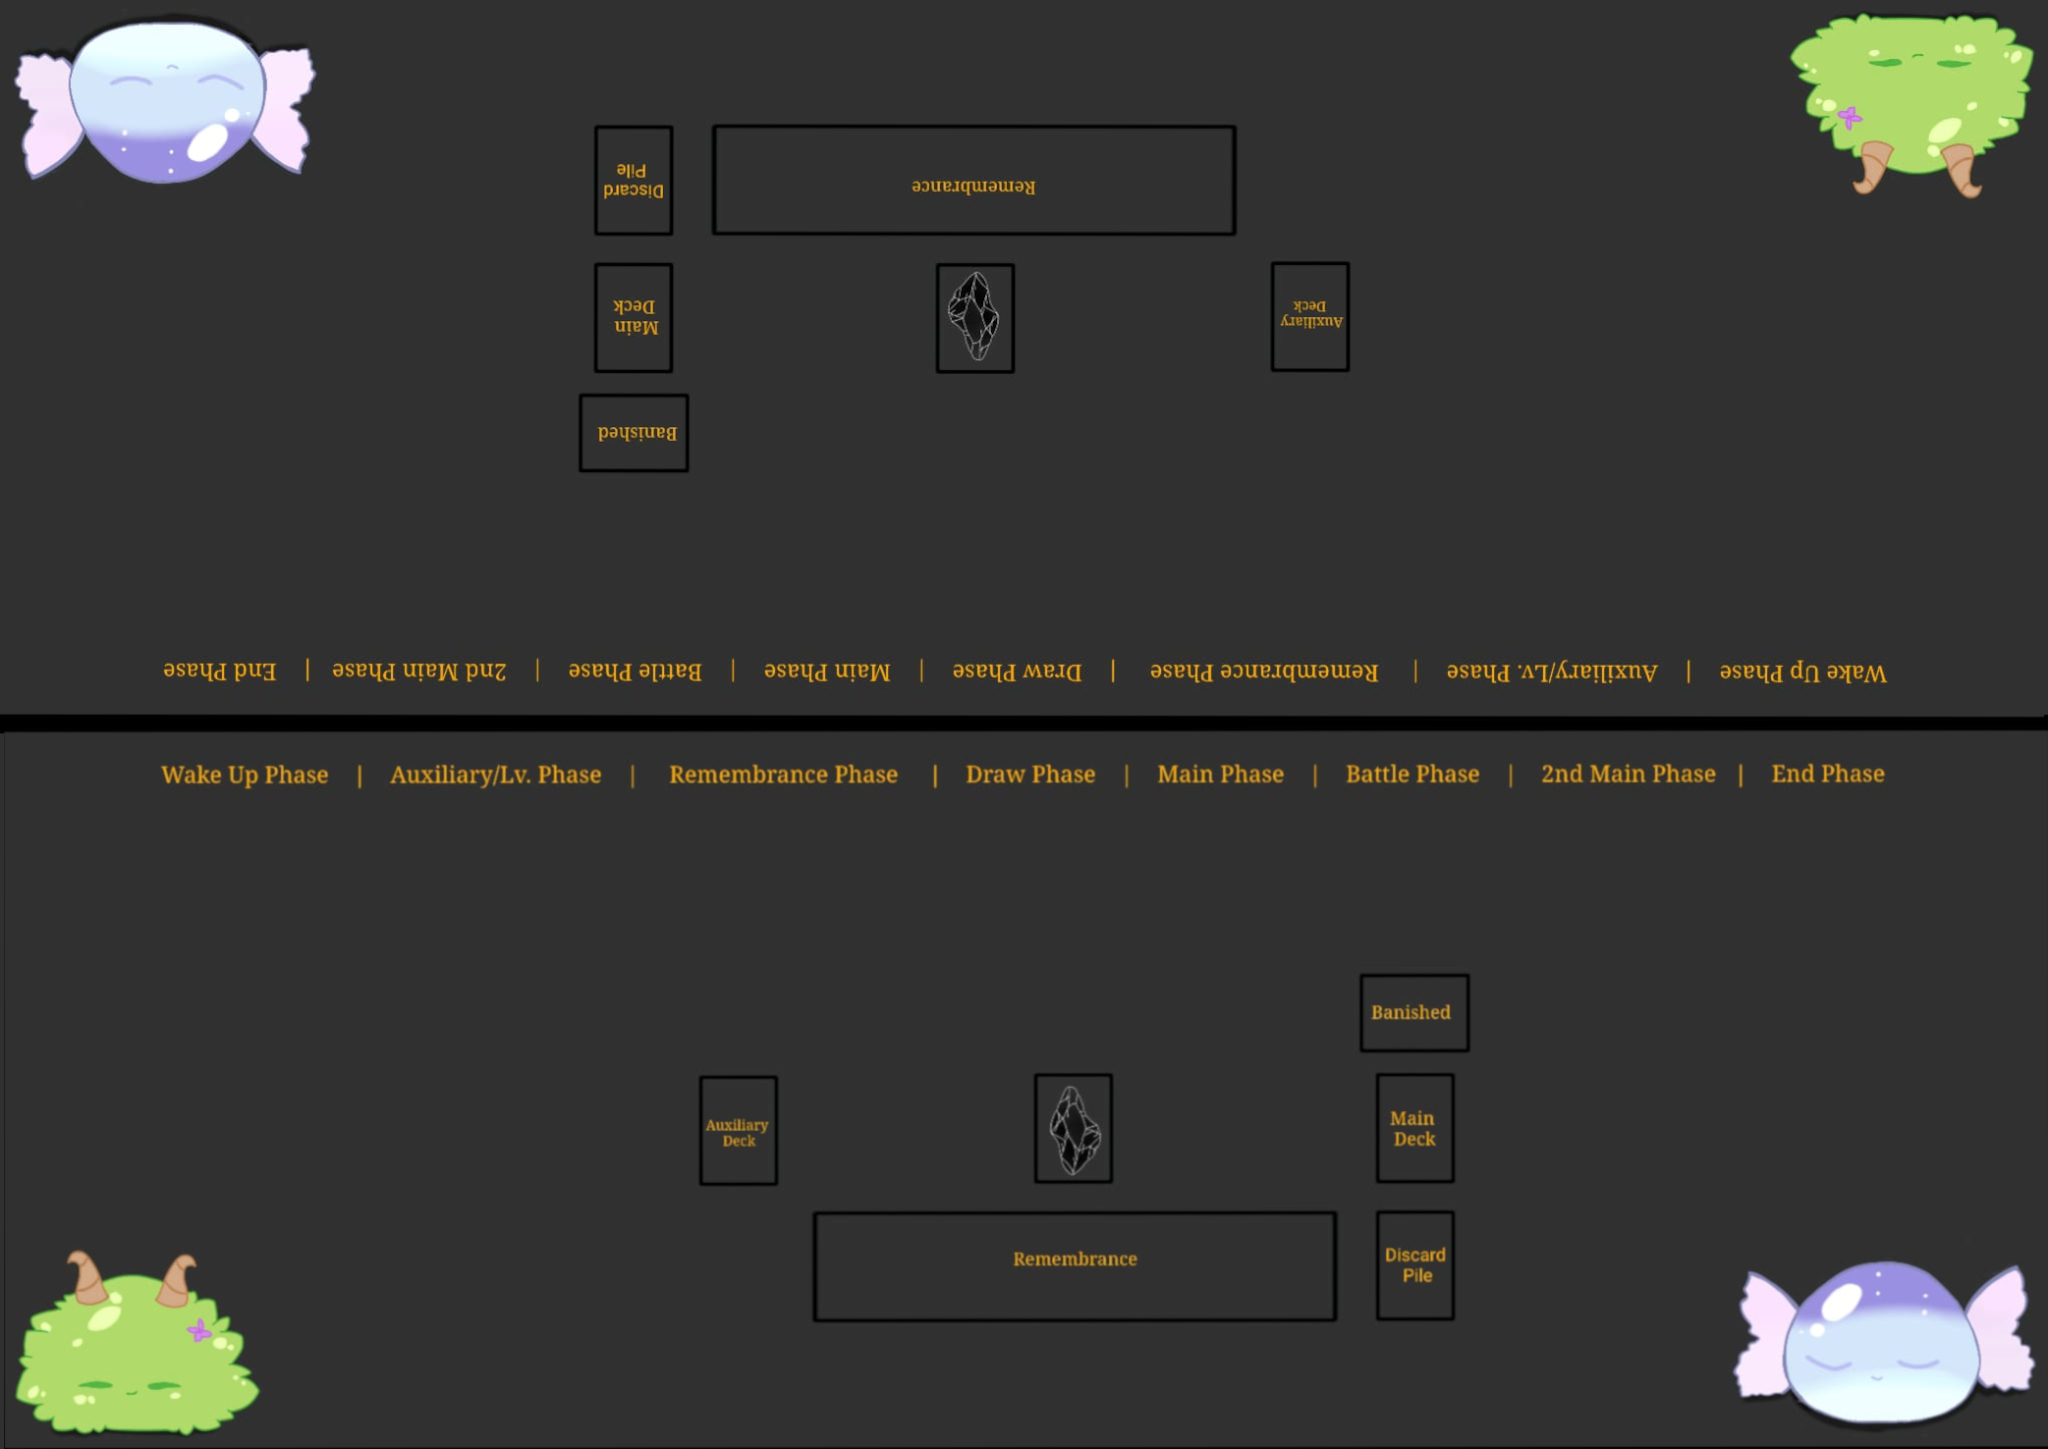 Discard
Pile
Remembrance
Main
Deck
Auxiliary
Deck
Banished
Wake Up Phase | Auxiliary/Lv. Phase | Remembrance Phase | Draw Phase | Main Phase | Battle Phase | 2nd Main Phase | End Phase
Wake Up Phase | Auxiliary/Lv. Phase | Remembrance Phase | Draw Phase | Main Phase | Battle Phase | 2nd Main Phase | End Phase
Banished
Auxiliary
Deck
Main
Deck
Remembrance
Discard
Pile